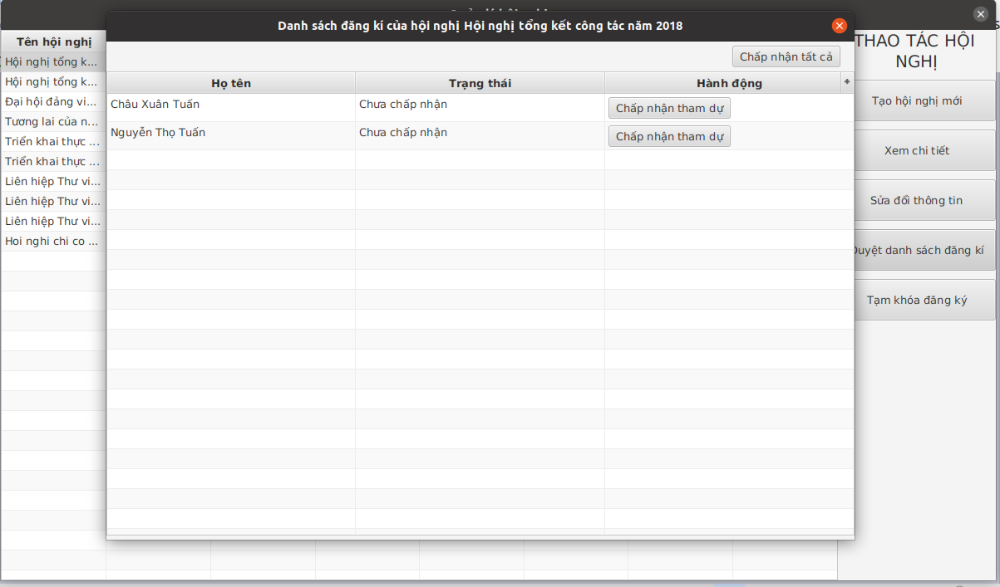 Danh sách đăng kí của hội nghị Hội nghị tổng kết công tác năm 2018
Chấp nhận tất cả
Họ tên Trạng thái Hành động +
Châu Xuân Tuấn Chưa chấp nhận Chấp nhận tham dự
Nguyễn Thọ Tuấn Chưa chấp nhận Chấp nhận tham dự
Tên hội nghị
Hội nghị tổng k...
Hội nghị tổng k...
Đại hội đảng vi...
Tương lai của n...
Triển khai thực ...
Triển khai thực ...
Liên hiệp Thư vi...
Liên hiệp Thư vi...
Liên hiệp Thư vi...
Hoi nghi chi co ...
THAO TÁC HỘI
NGHỊ
Tạo hội nghị mới
Xem chi tiết
Sửa đổi thông tin
Duyệt danh sách đăng kí
Tạm khóa đăng ký